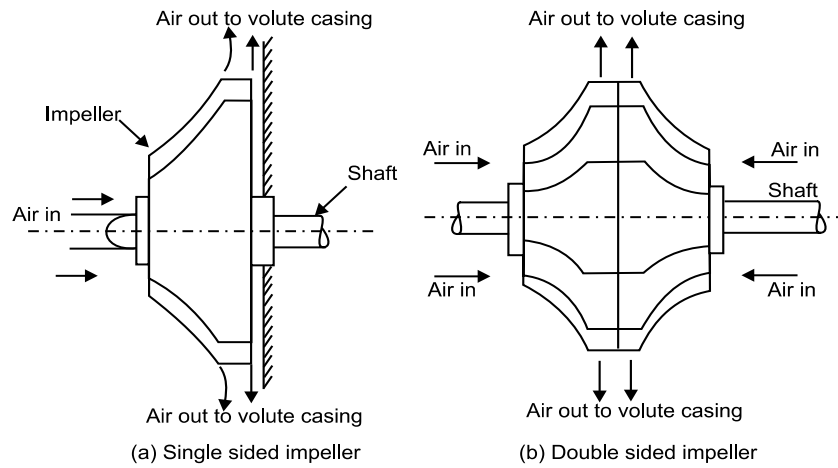 Air out to volute casing
Impeller
Shaft
Air in
Air out to volute casing
(a) Single sided impeller
Air out to volute casing
Air in
Air in
Shaft
Air in
Air in
Air out to volute casing
(b) Double sided impeller